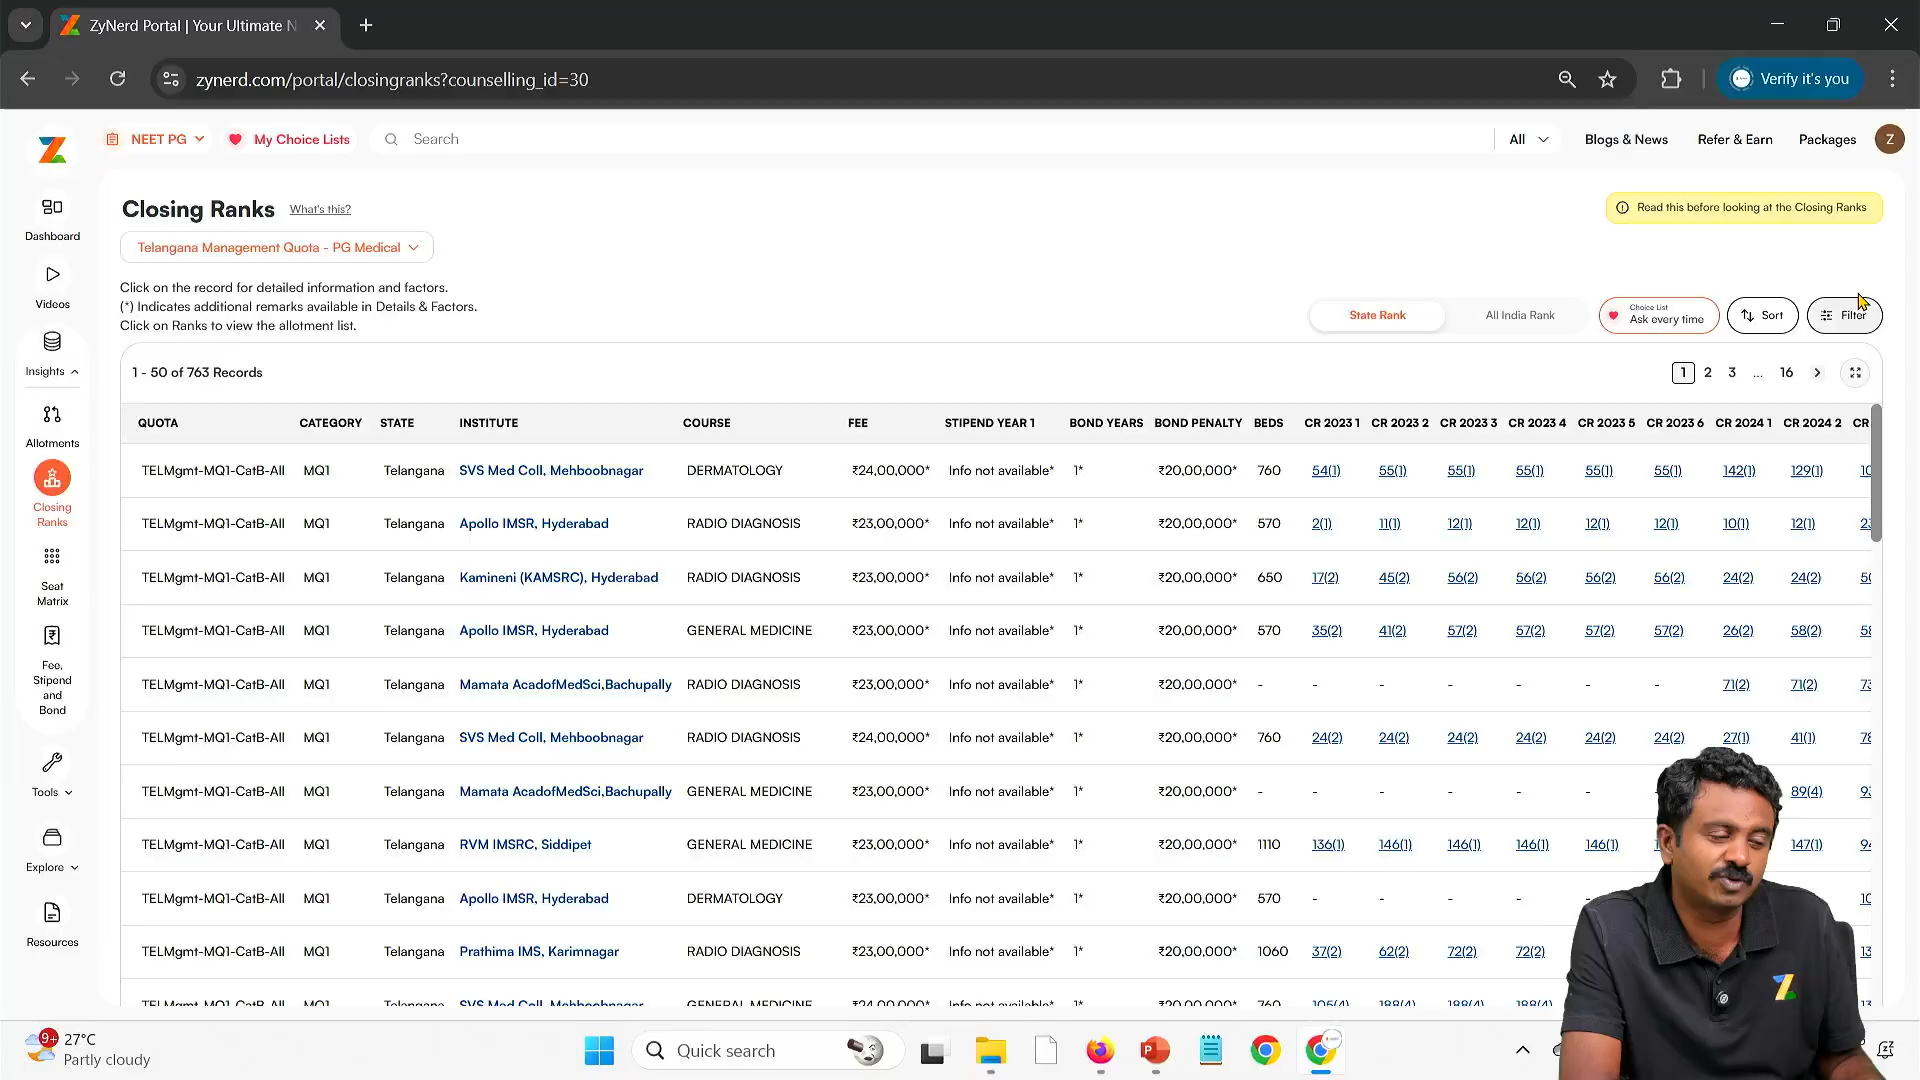 ZyNerd Portal | Your Ultimate N
zynerd.com/portal/closingranks?counselling_id=30
Verify it's you
NEET PG
My Choice Lists
Search
All
Blogs & News
Refer & Earn
Packages
Z
Dashboard
Videos
Insights
Allotments
Closing
Ranks
Seat
Matrix
Fee,
Stipend
and
Bond
Tools
Explore
Resources
Closing Ranks
What's this?
Read this before looking at the Closing Ranks
Telangana Management Quota - PG Medical
Click on the record for detailed information and factors.
(*) Indicates additional remarks available in Details & Factors.
Click on Ranks to view the allotment list.
State Rank
All India Rank
Choice List
Ask every time
Sort
Filter
1 - 50 of 763 Records
1 2 3 ... 16
QUOTA CATEGORY STATE INSTITUTE COURSE FEE STIPEND YEAR 1 BOND YEARS BOND PENALTY BEDS CR 2023 1 CR 2023 2 CR 2023 3 CR 2023 4 CR 2023 5 CR 2023 6 CR 2024 1 CR 2024 2 CR
TELMgmt-MQ1-CatB-All MQ1 Telangana SVS Med Coll, Mehboobnagar DERMATOLOGY ₹24,00,000* Info not available* 1* ₹20,00,000* 760 54(1) 55(1) 55(1) 55(1) 55(1) 55(1) 142(1) 129(1)
TELMgmt-MQ1-CatB-All MQ1 Telangana Apollo IMSR, Hyderabad RADIO DIAGNOSIS ₹23,00,000* Info not available* 1* ₹20,00,000* 570 2(1) 11(1) 12(1) 12(1) 12(1) 12(1) 10(1) 12(1)
TELMgmt-MQ1-CatB-All MQ1 Telangana Kamineni (KAMSRC), Hyderabad RADIO DIAGNOSIS ₹23,00,000* Info not available* 1* ₹20,00,000* 650 17(2) 45(2) 56(2) 56(2) 56(2) 56(2) 24(2) 24(2)
TELMgmt-MQ1-CatB-All MQ1 Telangana Apollo IMSR, Hyderabad GENERAL MEDICINE ₹23,00,000* Info not available* 1* ₹20,00,000* 570 35(2) 41(2) 57(2) 57(2) 57(2) 57(2) 26(2) 58(2)
TELMgmt-MQ1-CatB-All MQ1 Telangana Mamata AcadofMedSci,Bachupally RADIO DIAGNOSIS ₹23,00,000* Info not available* 1* ₹20,00,000* - - - - - - - 71(2) 71(2)
TELMgmt-MQ1-CatB-All MQ1 Telangana SVS Med Coll, Mehboobnagar RADIO DIAGNOSIS ₹24,00,000* Info not available* 1* ₹20,00,000* 760 24(2) 24(2) 24(2) 24(2) 24(2) 24(2) 27(1) 41(1)
TELMgmt-MQ1-CatB-All MQ1 Telangana Mamata AcadofMedSci,Bachupally GENERAL MEDICINE ₹23,00,000* Info not available* 1* ₹20,00,000* - - - - - - 89(4)
TELMgmt-MQ1-CatB-All MQ1 Telangana RVM IMSRC, Siddipet GENERAL MEDICINE ₹23,00,000* Info not available* 1* ₹20,00,000* 1110 136(1) 146(1) 146(1) 146(1) 146(1) 147(1)
TELMgmt-MQ1-CatB-All MQ1 Telangana Apollo IMSR, Hyderabad DERMATOLOGY ₹23,00,000* Info not available* 1* ₹20,00,000* 570 - - - -
TELMgmt-MQ1-CatB-All MQ1 Telangana Prathima IMS, Karimnagar RADIO DIAGNOSIS ₹23,00,000* Info not available* 1* ₹20,00,000* 1060 37(2) 62(2) 72(2) 72(2)
TELMgmt-MQ1-CatB-All MQ1 Telangana SVS Med Coll, Mehboobnagar GENERAL MEDICINE ₹24,00,000* Info not available* 1* ₹20,00,000* 760 105(4) 188(4) 188(4) 188(4)
9+
27°C
Partly cloudy
Quick search